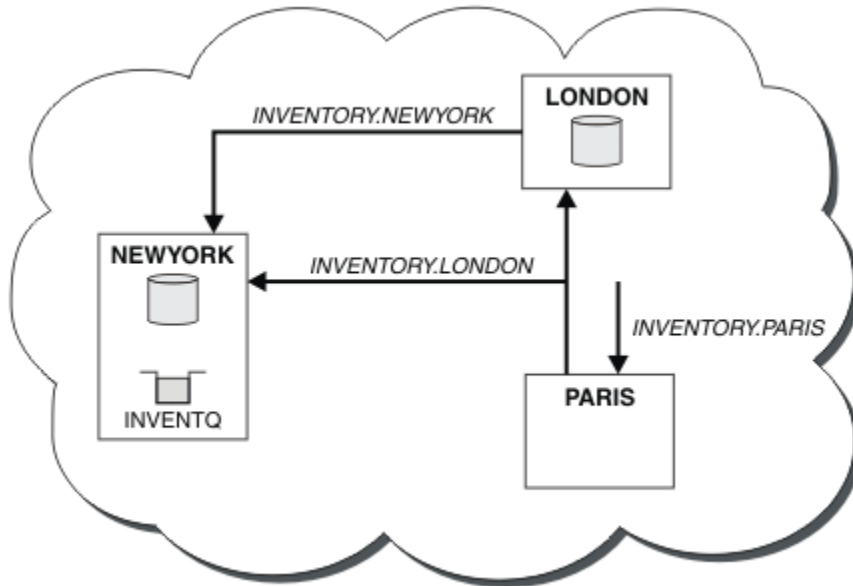 LONDON
INVENTORY.NEWYORK
NEWYORK
INVENTORY.LONDON
INVENTORY.PARIS
PARIS
INVENTQ